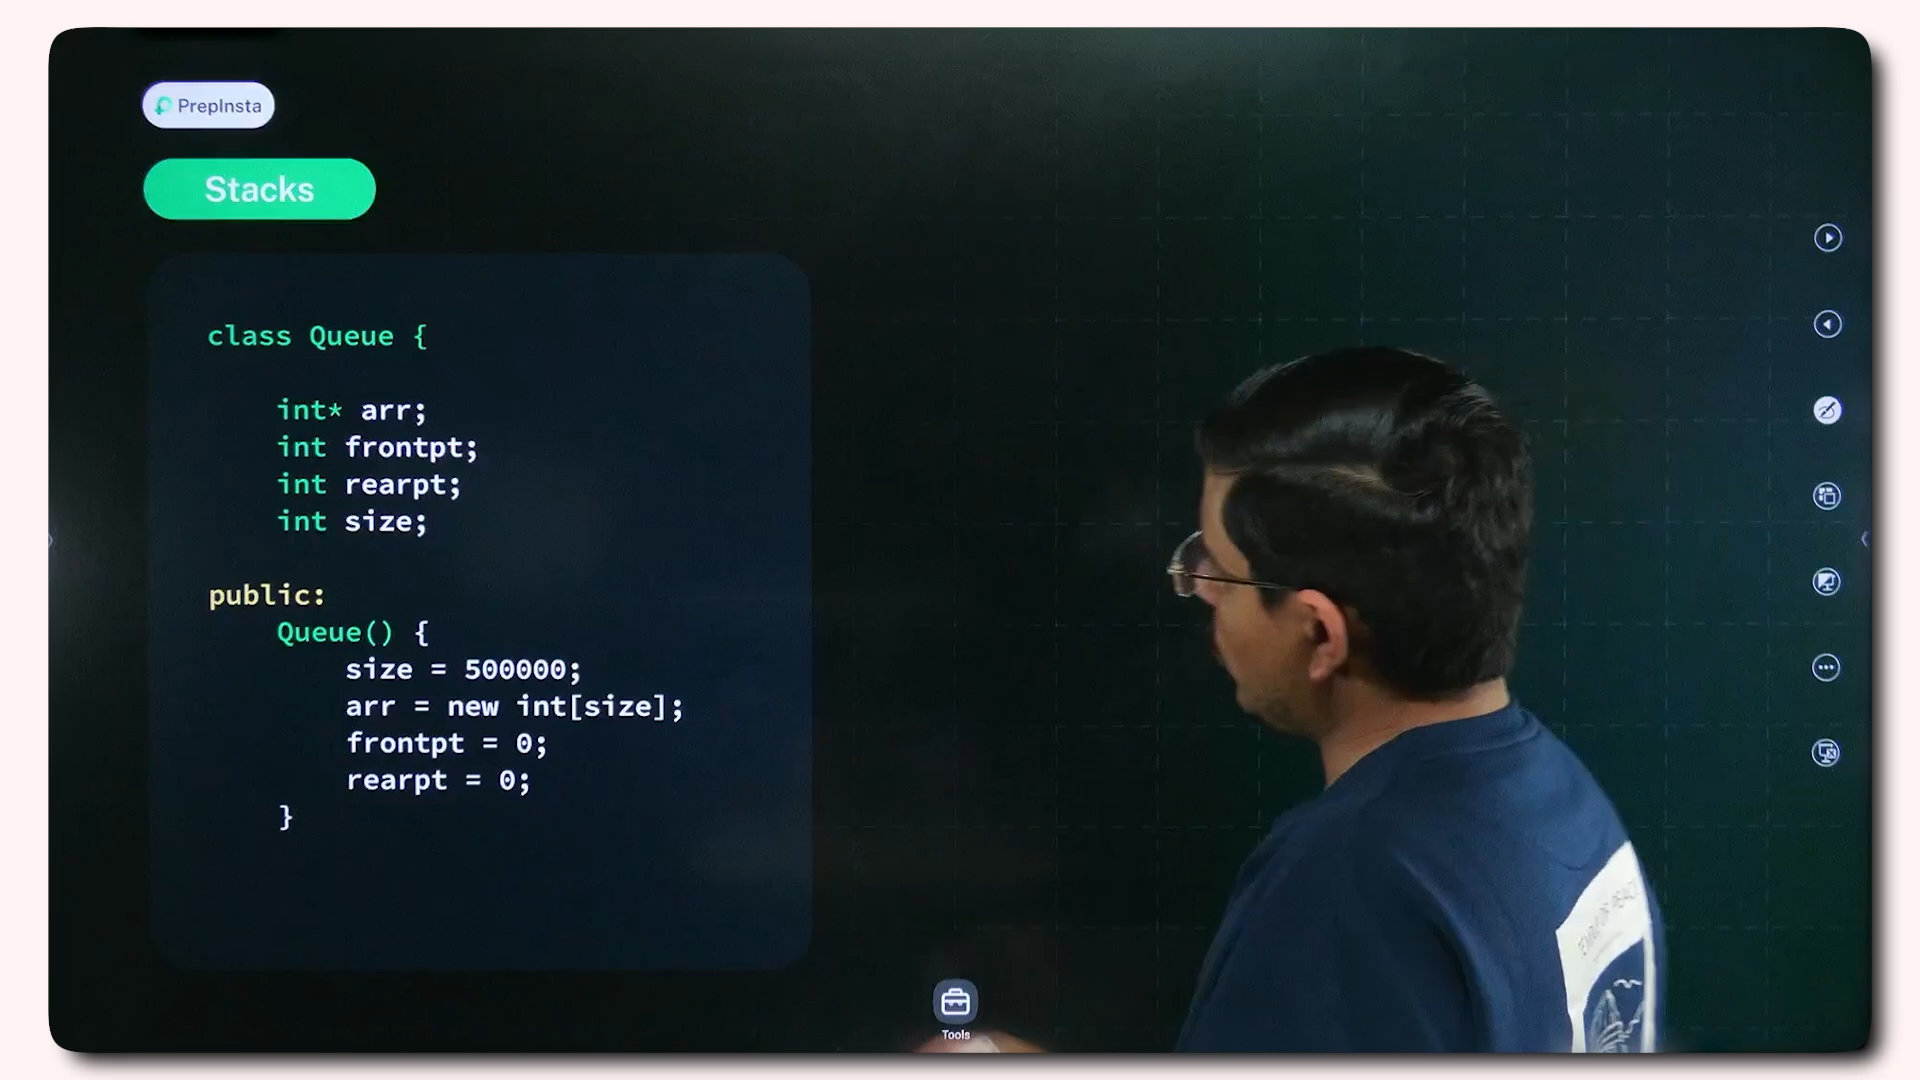 PrepInsta
Stacks
class Queue {
int* arr;
int frontpt;
int rearpt;
int size;
public:
Queue() {
size = 500000;
arr = new int[size];
frontpt = 0;
rearpt = 0;
}
Tools